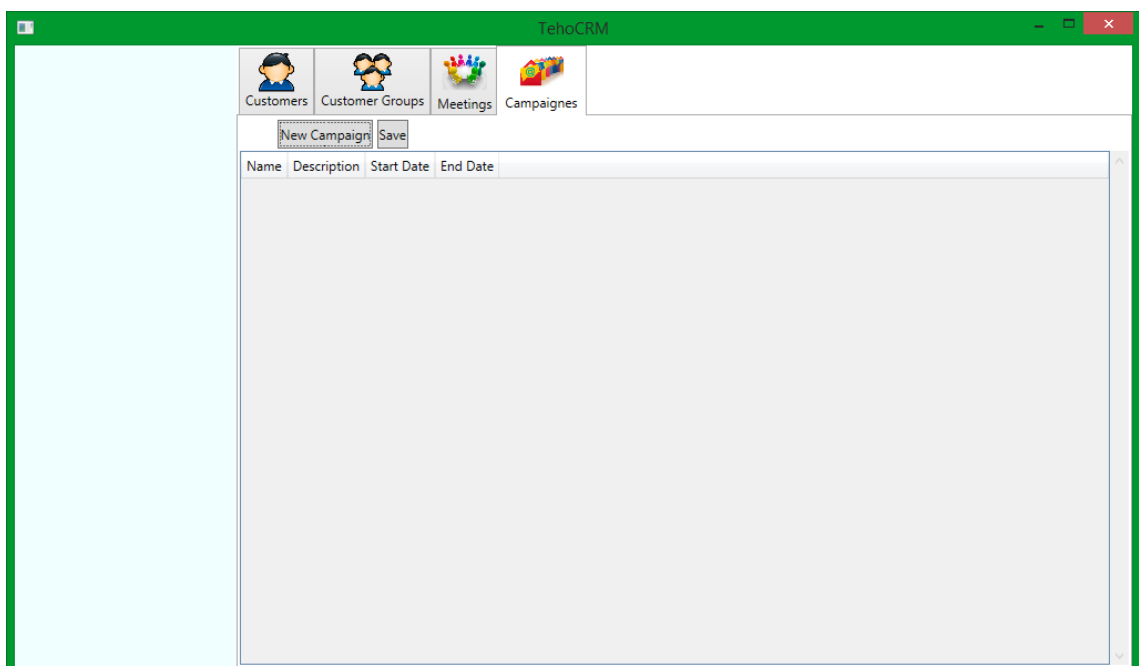 TehoCRM
Customers Customer Groups Meetings Campaignes
New Campaign Save
Name Description Start Date End Date